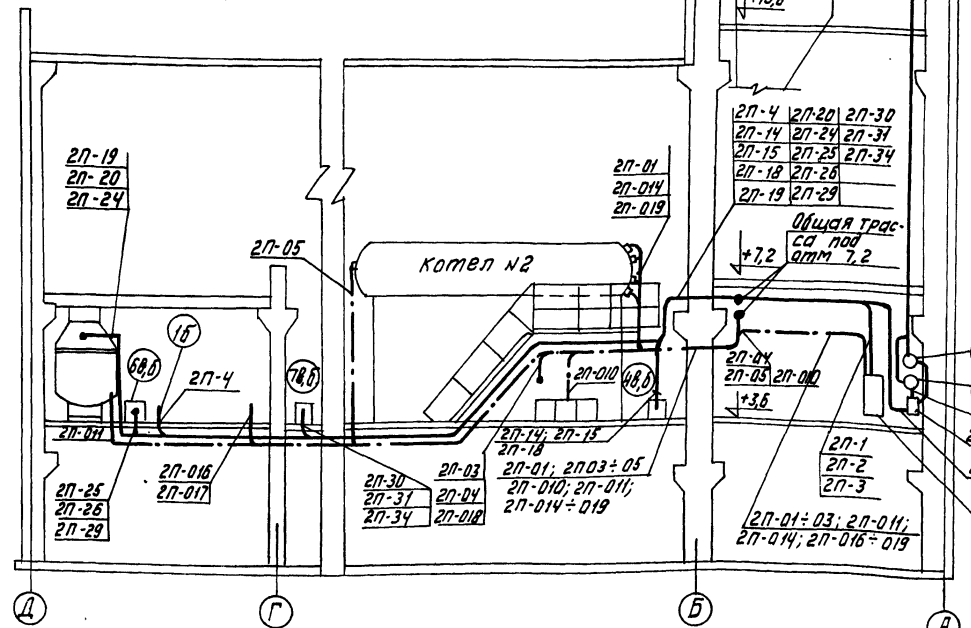 2П-4 2П-20 2П-30
2П-14 2П-24 2П-31
2П-15 2П-25 2П-34
2П-18 2П-26
2П-19 2П-29
2П-19
2П-20
2П-24
2П-01
2П-014
2П-019
Общая трас-
са под
отм 7,2
+7,2
2П-05
котел №2
1б
6в,б
7в,б
4в,б
2П-4
2П-010
2П-04
2П-05 2П-010
+3,6
2П-011
2П-14; 2П-15
2П-18
2П-1
2П-2
2П-3
2П-016
2П-017
2П-25
2П-26
2П-29
2П-30
2П-31
2П-34
2П-03
2П-04
2П-018
2П-01; 2П03÷05
2П-010; 2П-011;
2П-014÷019
2П-01÷03; 2П-011;
2П-014; 2П-016÷019
Д
Г
Б